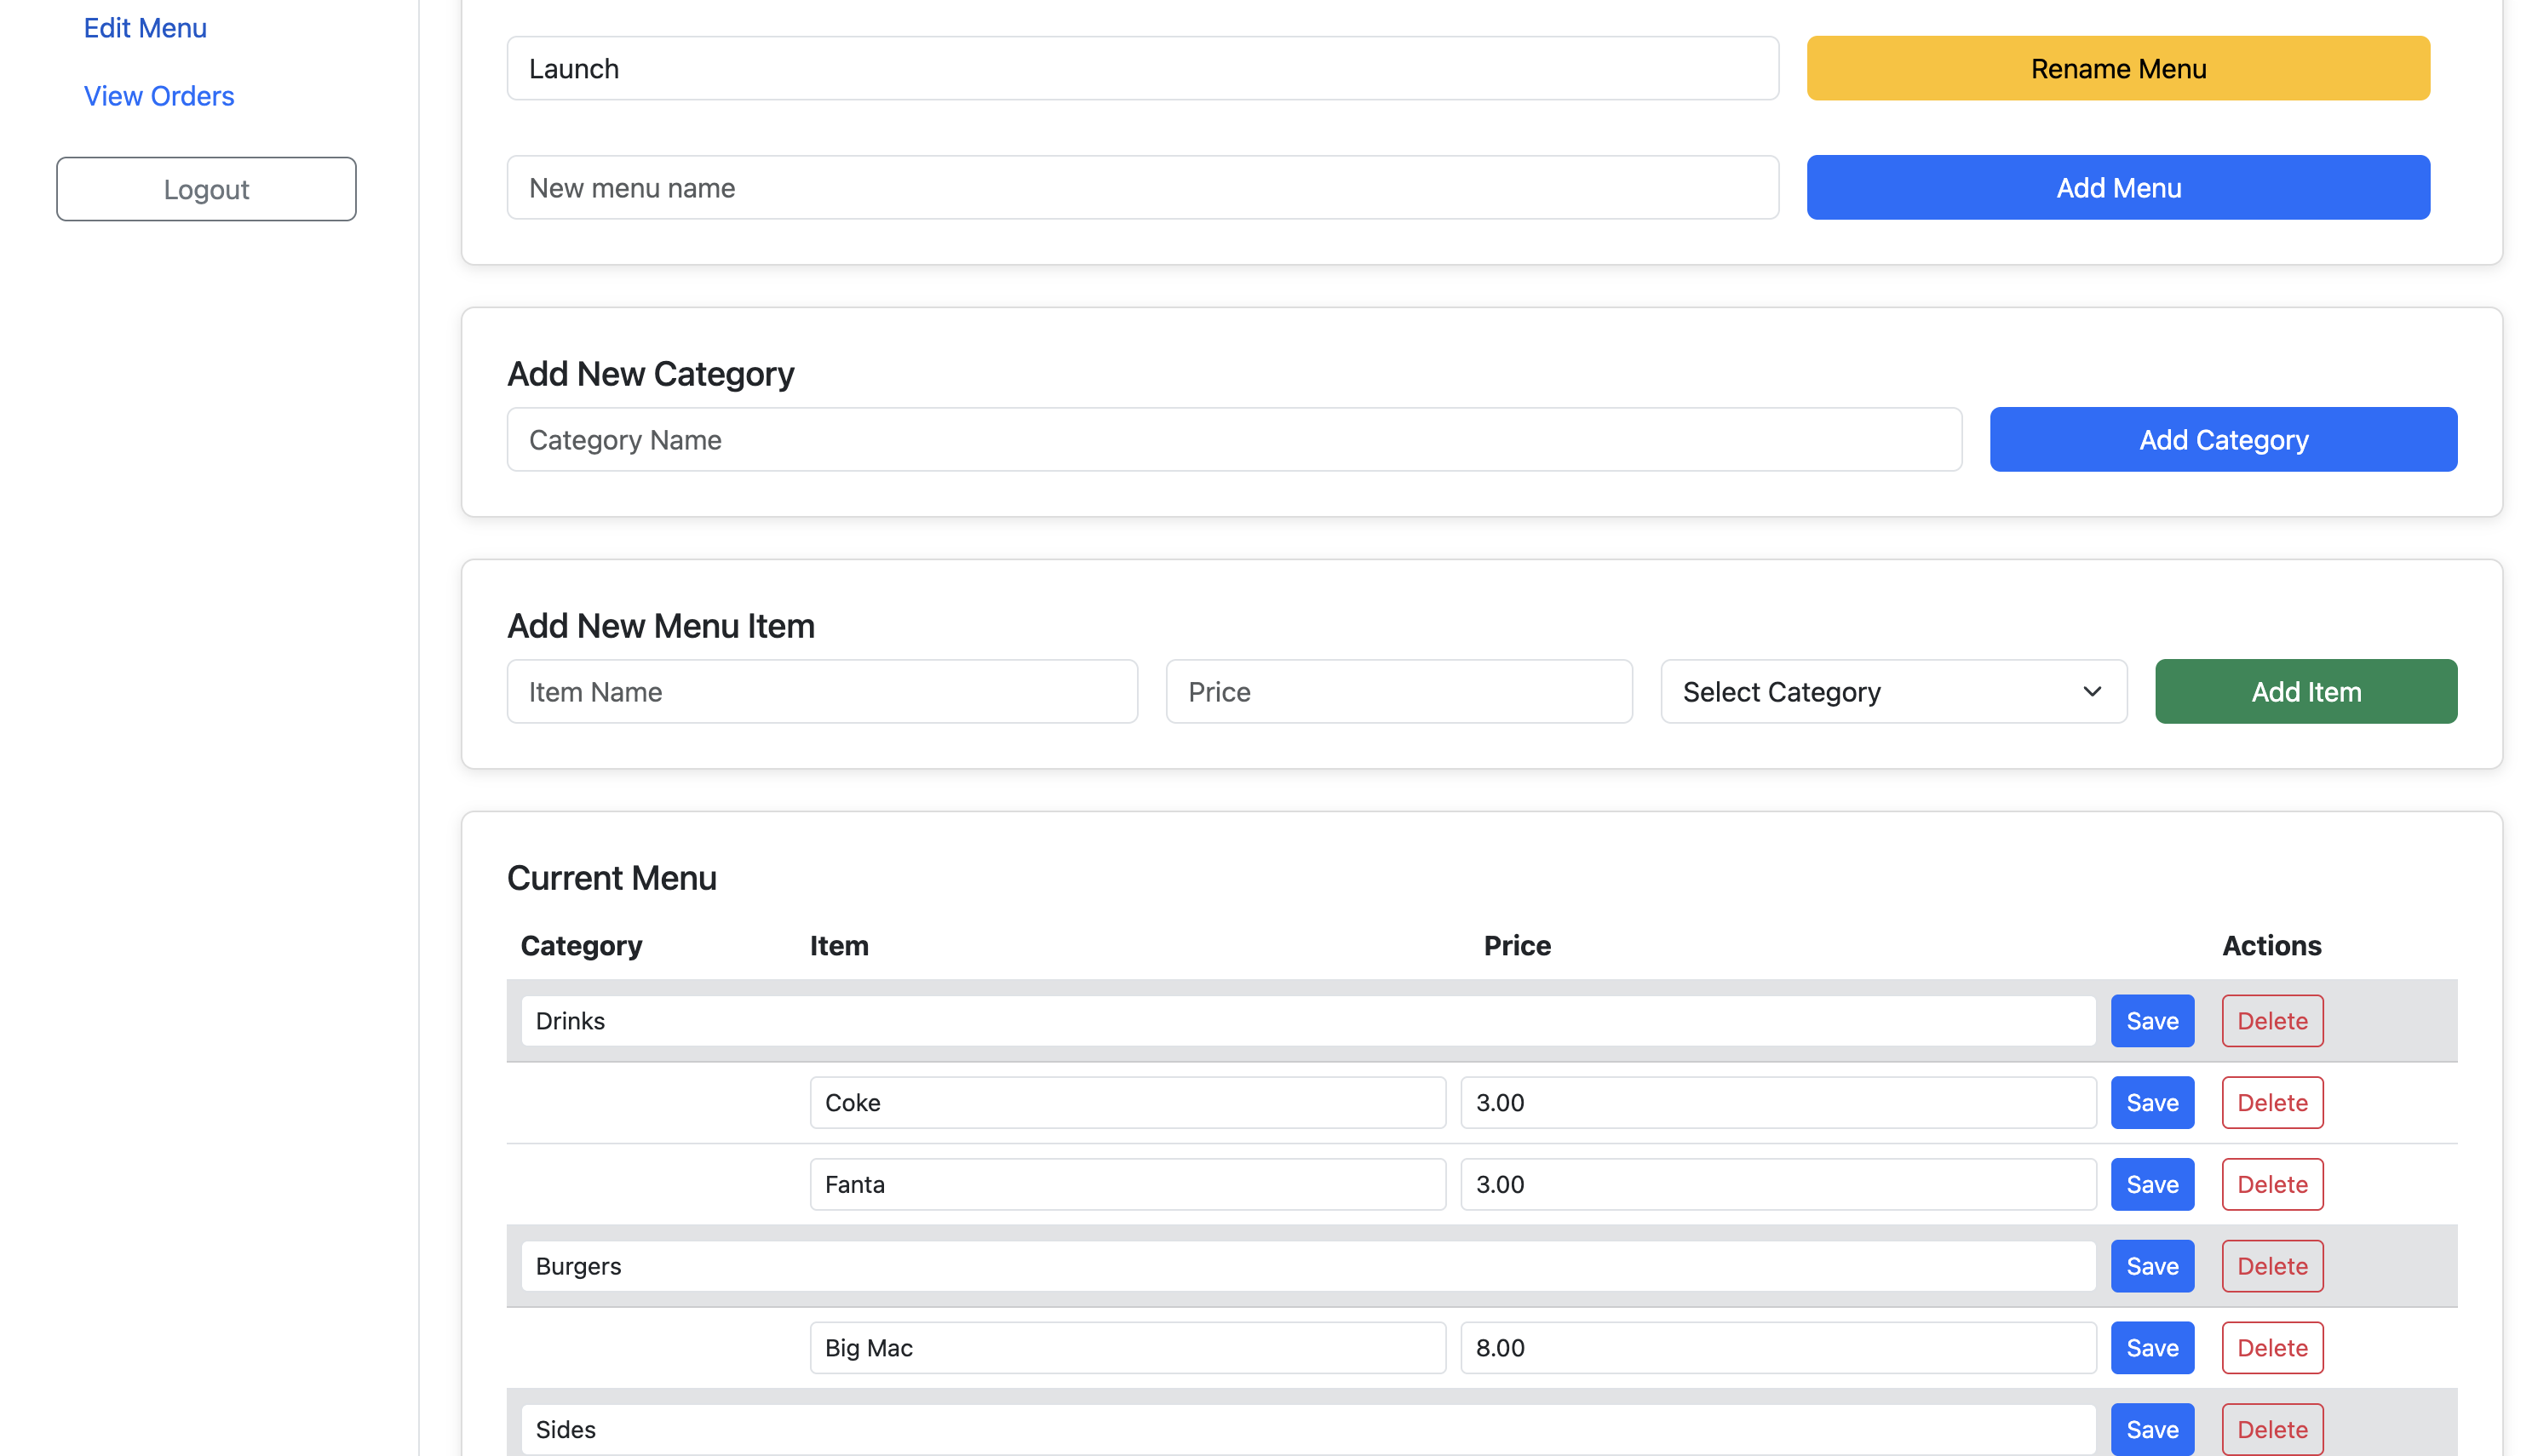 Edit Menu
View Orders
Logout
Launch
Rename Menu
New menu name
Add Menu
Add New Category
Category Name
Add Category
Add New Menu Item
Item Name
Price
Select Category
Add Item
Current Menu
Category Item Price Actions
Drinks Save Delete
Coke 3.00 Save Delete
Fanta 3.00 Save Delete
Burgers Save Delete
Big Mac 8.00 Save Delete
Sides Save Delete